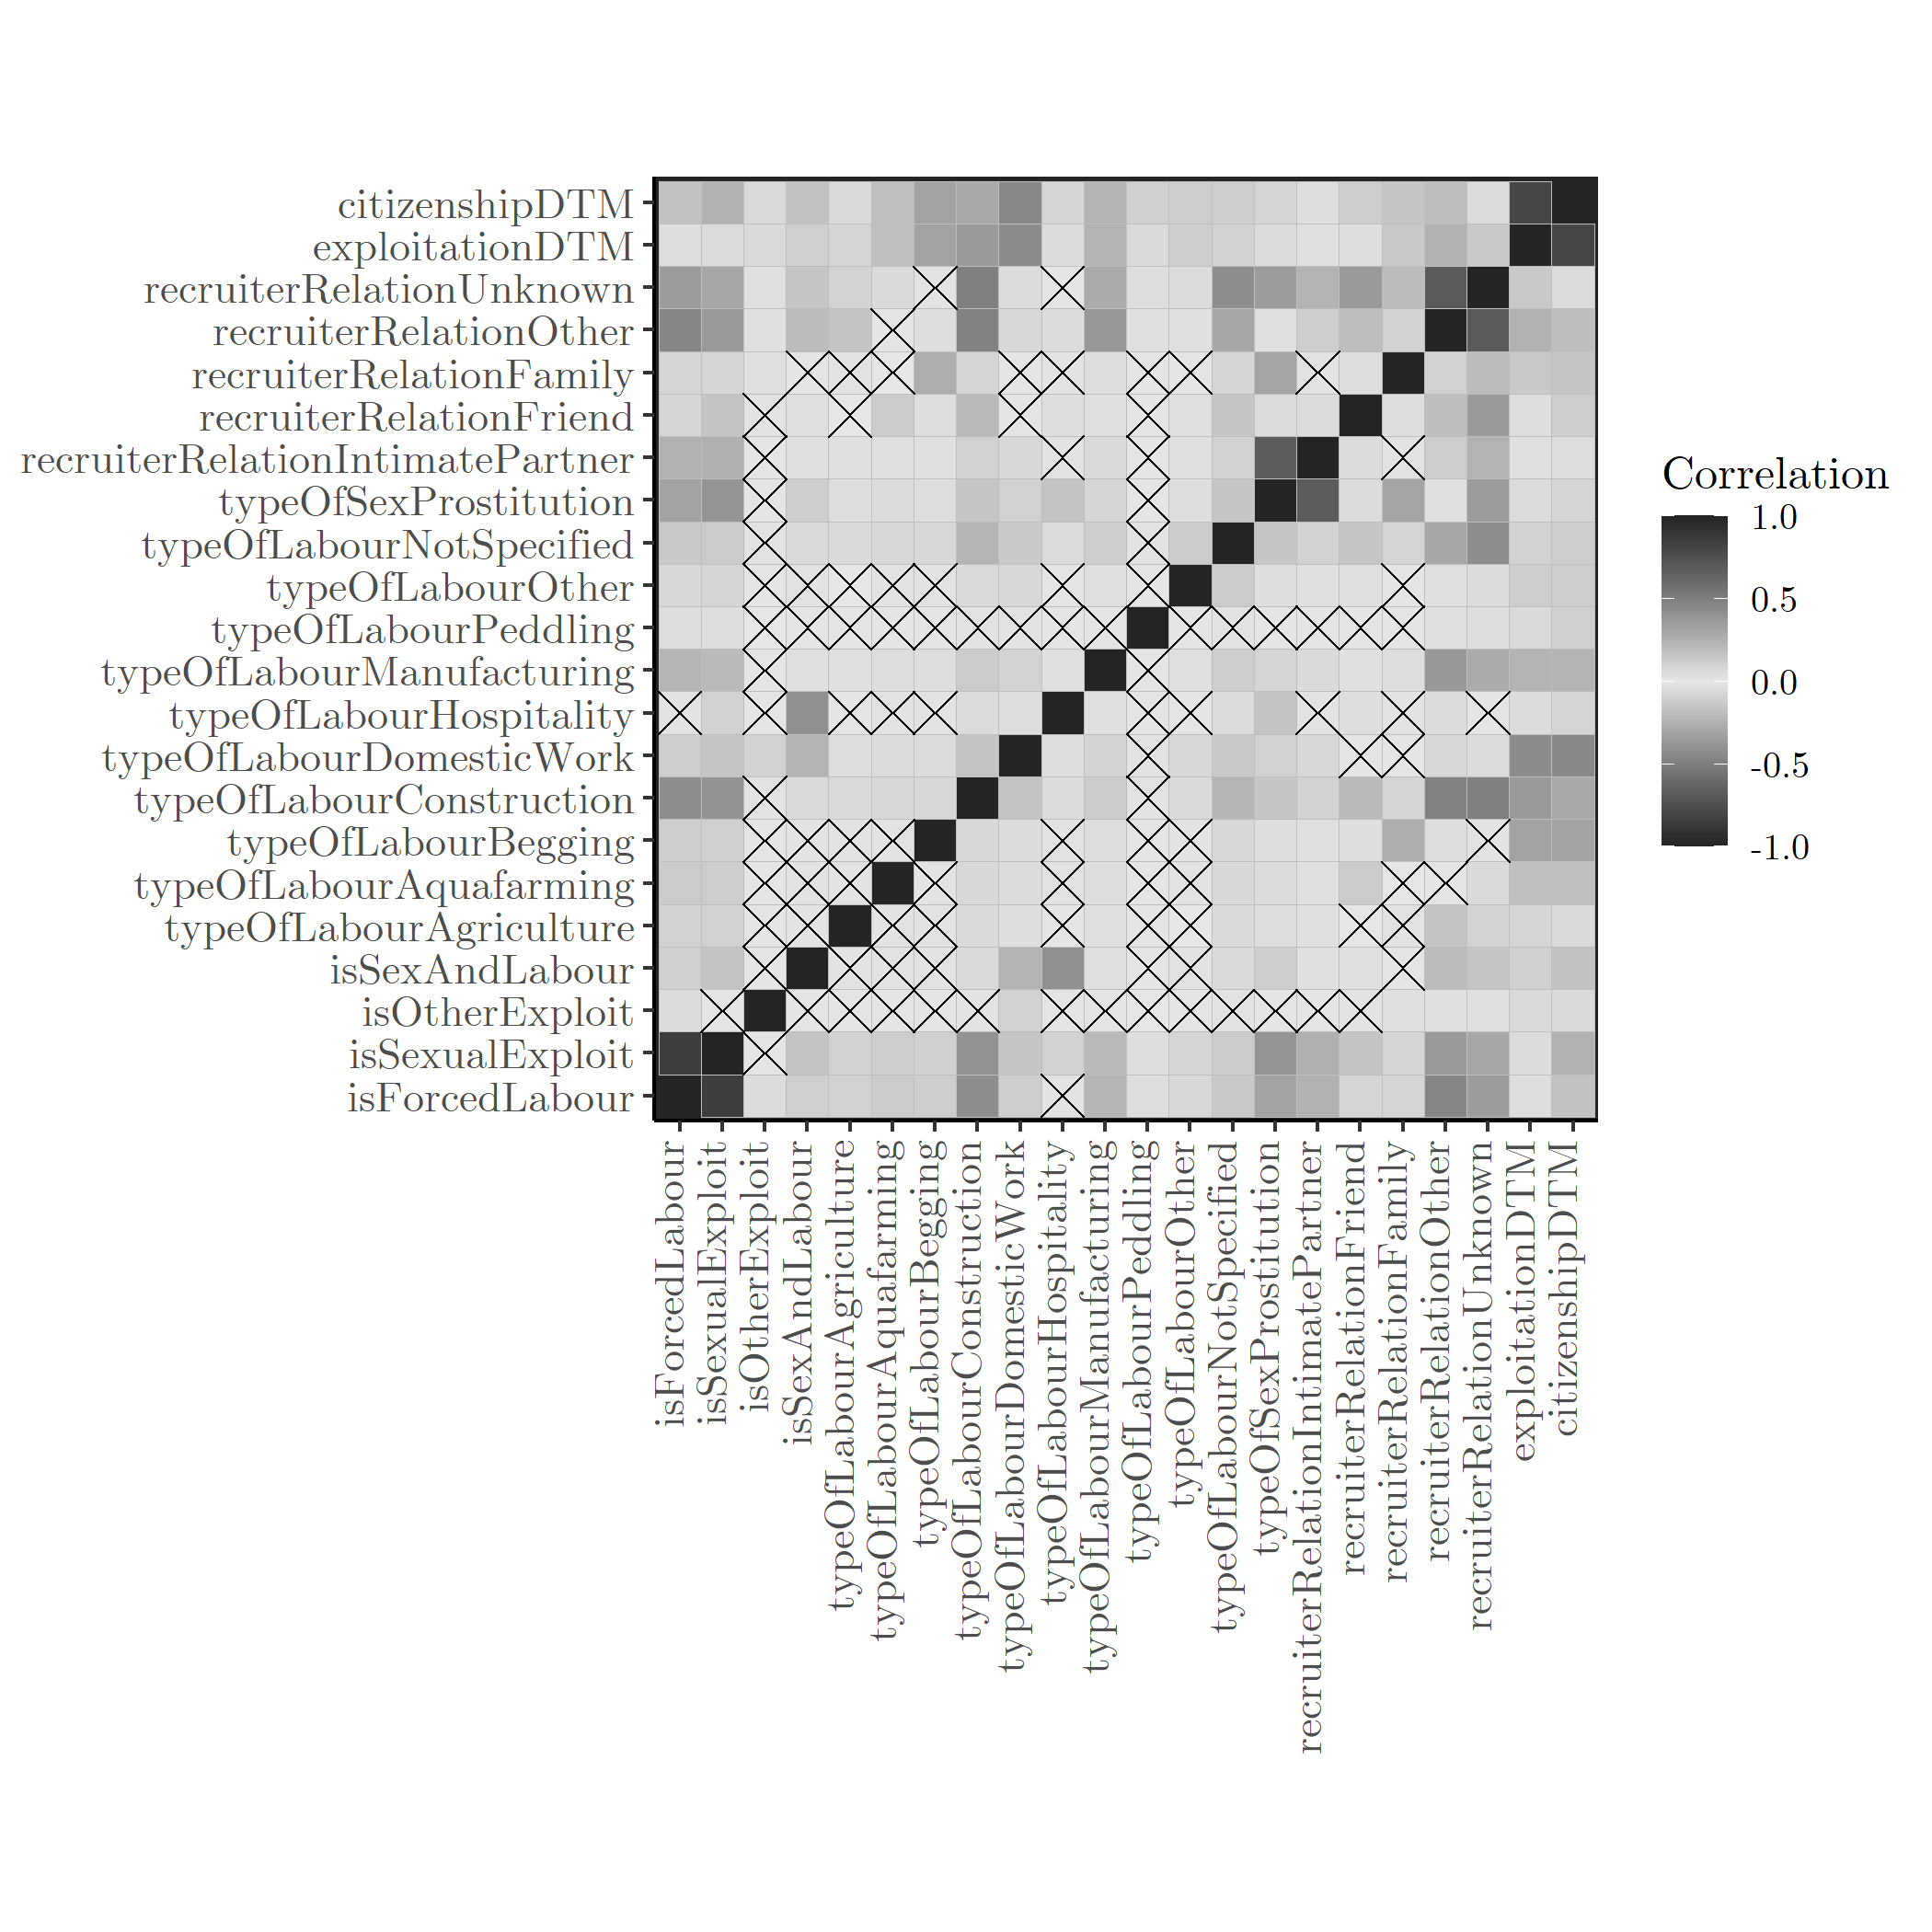 citizenshipDTM
exploitationDTM
recruiterRelationUnknown
recruiterRelationOther
recruiterRelationFamily
recruiterRelationFriend
recruiterRelationIntimatePartner
typeOfSexProstitution
typeOfLabourNotSpecified
typeOfLabourOther
typeOfLabourPeddling
typeOfLabourManufacturing
typeOfLabourHospitality
typeOfLabourDomesticWork
typeOfLabourConstruction
typeOfLabourBegging
typeOfLabourAquafarming
typeOfLabourAgriculture
isSexAndLabour
isOtherExploit
isSexualExploit
isForcedLabour
isForcedLabour
isSexualExploit
isOtherExploit
isSexAndLabour
typeOfLabourAgriculture
typeOfLabourAquafarming
typeOfLabourBegging
typeOfLabourConstruction
typeOfLabourDomesticWork
typeOfLabourHospitality
typeOfLabourManufacturing
typeOfLabourPeddling
typeOfLabourOther
typeOfLabourNotSpecified
typeOfSexProstitution
recruiterRelationIntimatePartner
recruiterRelationFriend
recruiterRelationFamily
recruiterRelationOther
recruiterRelationUnknown
exploitationDTM
citizenshipDTM
Correlation
1.0
0.5
0.0
-0.5
-1.0